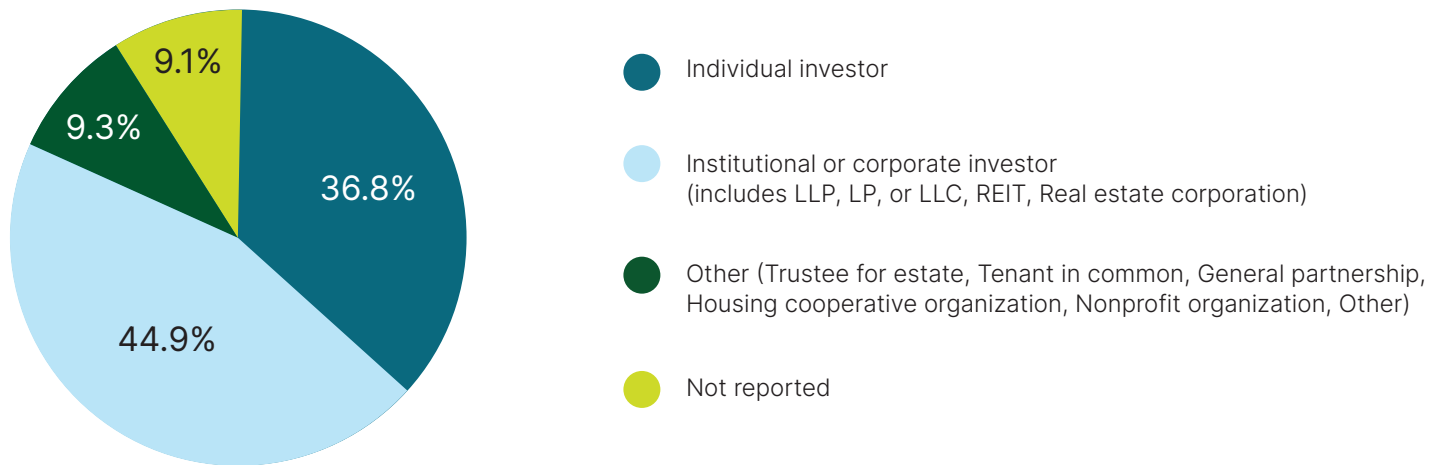 9.1%
9.3%
36.8%
44.9%
Individual investor
Institutional or corporate investor
(includes LLP, LP, or LLC, REIT, Real estate corporation)
Other (Trustee for estate, Tenant in common, General partnership,
Housing cooperative organization, Nonprofit organization, Other)
Not reported